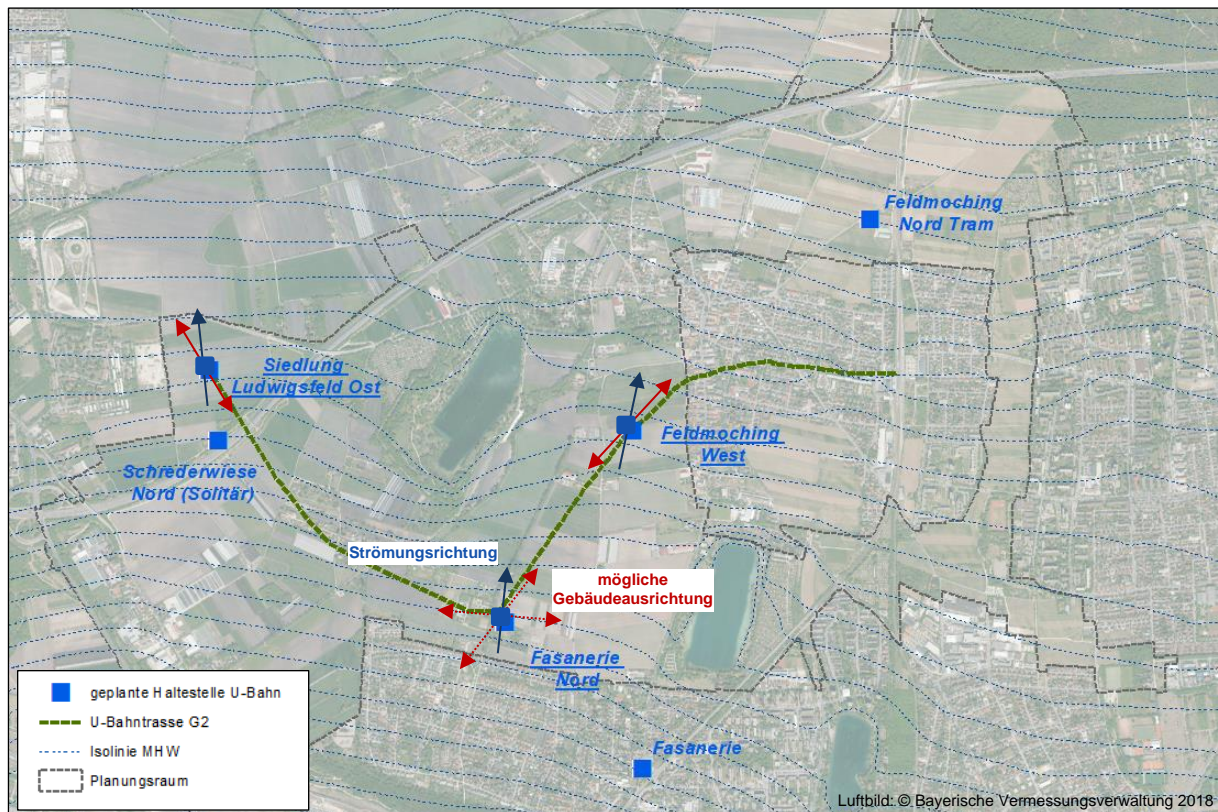 Feldmoching
Nord Tram
Siedlung
Ludwigsfeld Ost
Feldmoching
West
Schrederwiese
Nord (Solitär)
Strömungsrichtung
mögliche
Gebäudeausrichtung
Fasanerie
Nord
Fasanerie
geplante Haltestelle U-Bahn
U-Bahntrasse G2
Isolinie MHW
Planungsraum
Luftbild: © Bayerische Vermessungsverwaltung 2018